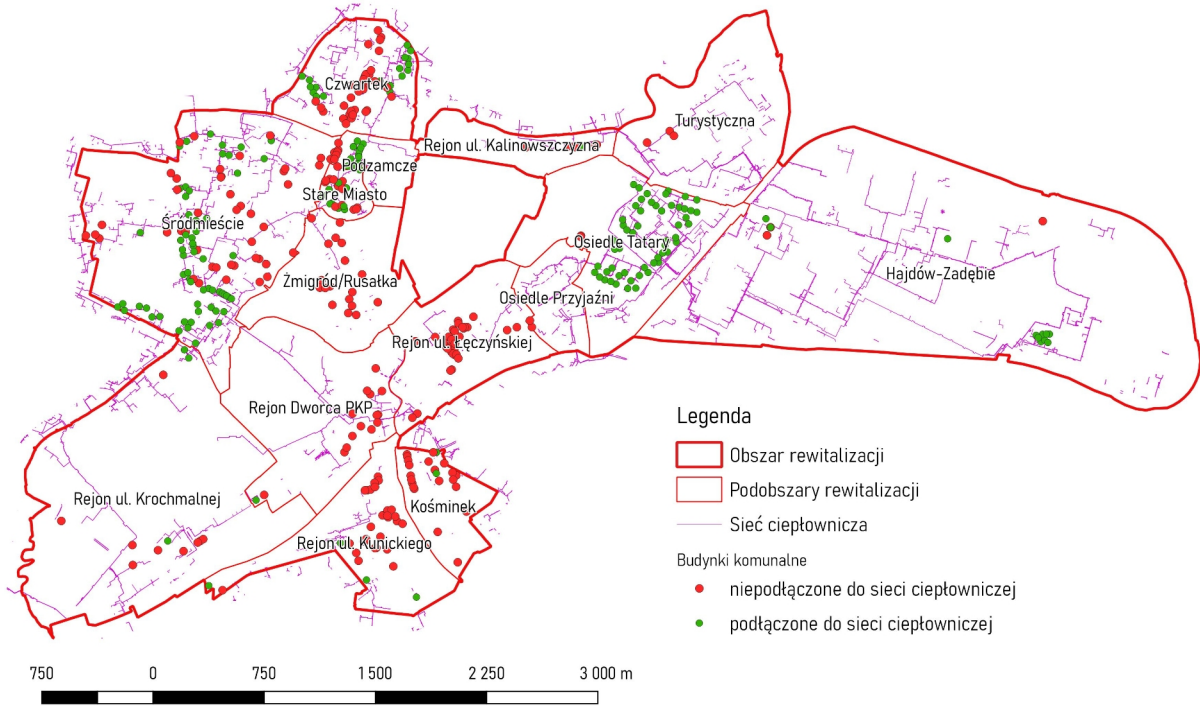 Czwartek
Turystyczna
Rejon ul. Kalinowszczyzna
Podzamcze
Stare Miasto
Śródmieście
Osiedle Tatary
Hajdów-Zadębie
Żmigród/Rusałka
Osiedle Przyjaźni
Rejon ul. Łęczyńskiej
Rejon Dworca PKP
Rejon ul. Krochmalnej
Kośminek
Rejon ul. Kunickiego
Legenda
Obszar rewitalizacji
Podobszary rewitalizacji
Sieć ciepłownicza
Budynki komunalne
niepodłączone do sieci ciepłowniczej
podłączone do sieci ciepłowniczej
750 0 750 1 500 2 250 3 000 m